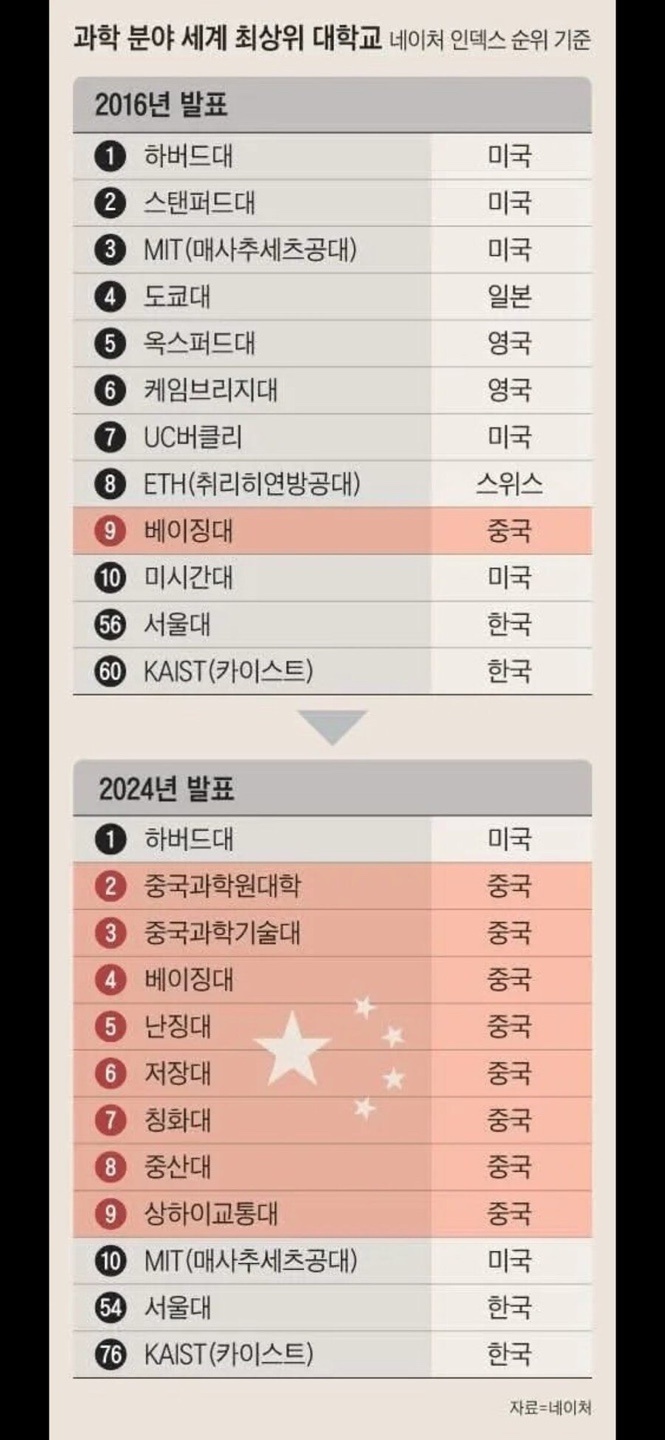 과학 분야 세계 최상위 대학교 네이처 인덱스 순위 기준
2016년 발표
1 하버드대 미국
2 스탠퍼드대 미국
3 MIT(매사추세츠공대) 미국
4 도쿄대 일본
5 옥스퍼드대 영국
6 케임브리지대 영국
7 UC버클리 미국
8 ETH(취리히연방공대) 스위스
9 베이징대 중국
10 미시간대 미국
56 서울대 한국
60 KAIST(카이스트) 한국
2024년 발표
1 하버드대 미국
2 중국과학원대학 중국
3 중국과학기술대 중국
4 베이징대 중국
5 난징대 중국
6 저장대 중국
7 칭화대 중국
8 중산대 중국
9 상하이교통대 중국
10 MIT(매사추세츠공대) 미국
54 서울대 한국
76 KAIST(카이스트) 한국
자료=네이처